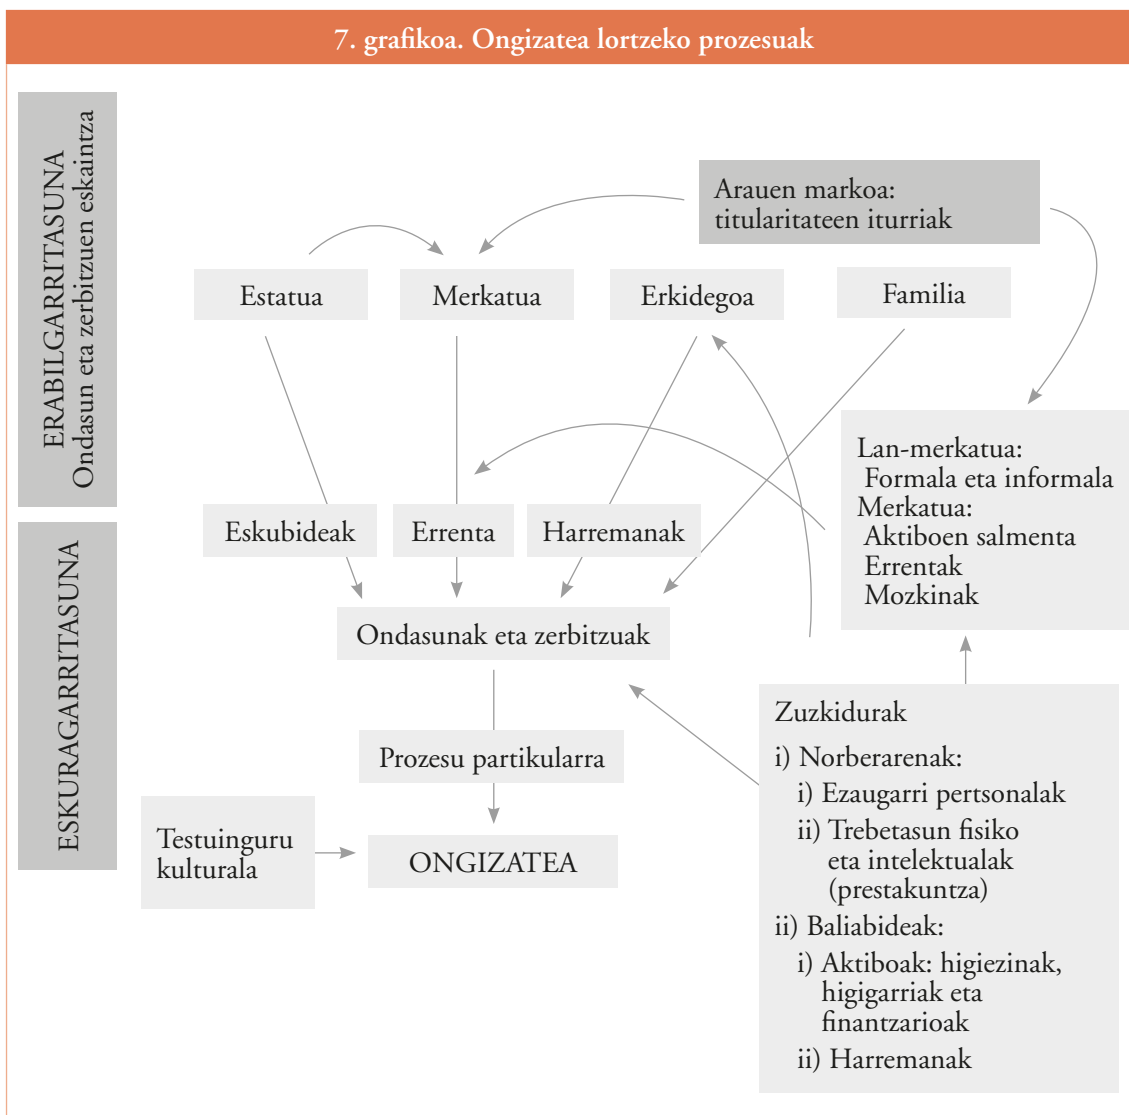 7. grafikoa. Ongizatea lortzeko prozesuak
ERABILGARRITASUNA
Ondasun eta zerbitzuen eskaintza
Arauen markoa:
titularitateen iturriak
Estatua
Merkatua
Erkidegoa
Familia
Lan-merkatua:
Formala eta informala
Merkatua:
Aktiboen salmenta
Errentak
Mozkinak
ESKURAGARRITASUNA
Eskubideak
Errenta
Harremanak
Ondasunak eta zerbitzuak
Prozesu partikularra
Testuinguru
kulturala
ONGIZATEA
Zuzkidurak
i) Norberarenak:
i) Ezaugarri pertsonalak
ii) Trebetasun fisiko
eta intelektualak
(prestakuntza)
ii) Baliabideak:
i) Aktiboak: higiezinak,
higigarriak eta
finantzarioak
ii) Harremanak